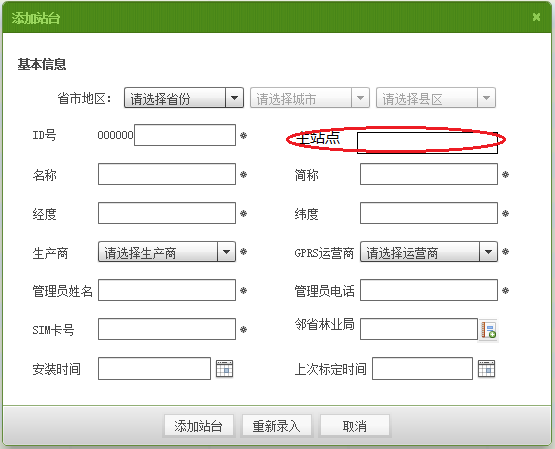 添加站台
基本信息
省市地区： 请选择省份 请选择城市 请选择县区
ID号 000000 * 主站点
名称 * 简称 *
经度 * 纬度 *
生产商 请选择生产商 * GPRS运营商 请选择运营商 *
管理员姓名 * 管理员电话 *
SIM卡号 * 邻省林业局
安装时间 上次标定时间
添加站台 重新录入 取消